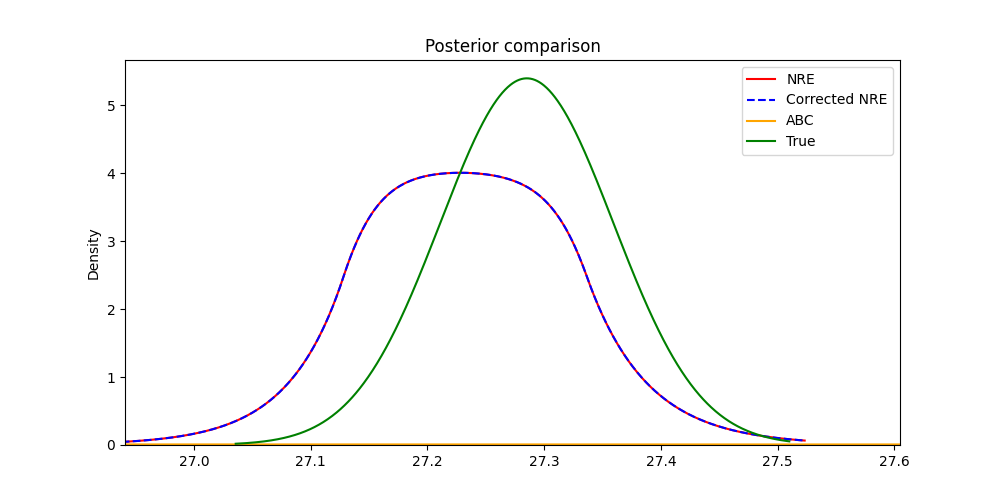 Posterior comparison
NRE
Corrected NRE
ABC
True
Density
5
4
3
2
1
0
27.0 27.1 27.2 27.3 27.4 27.5 27.6